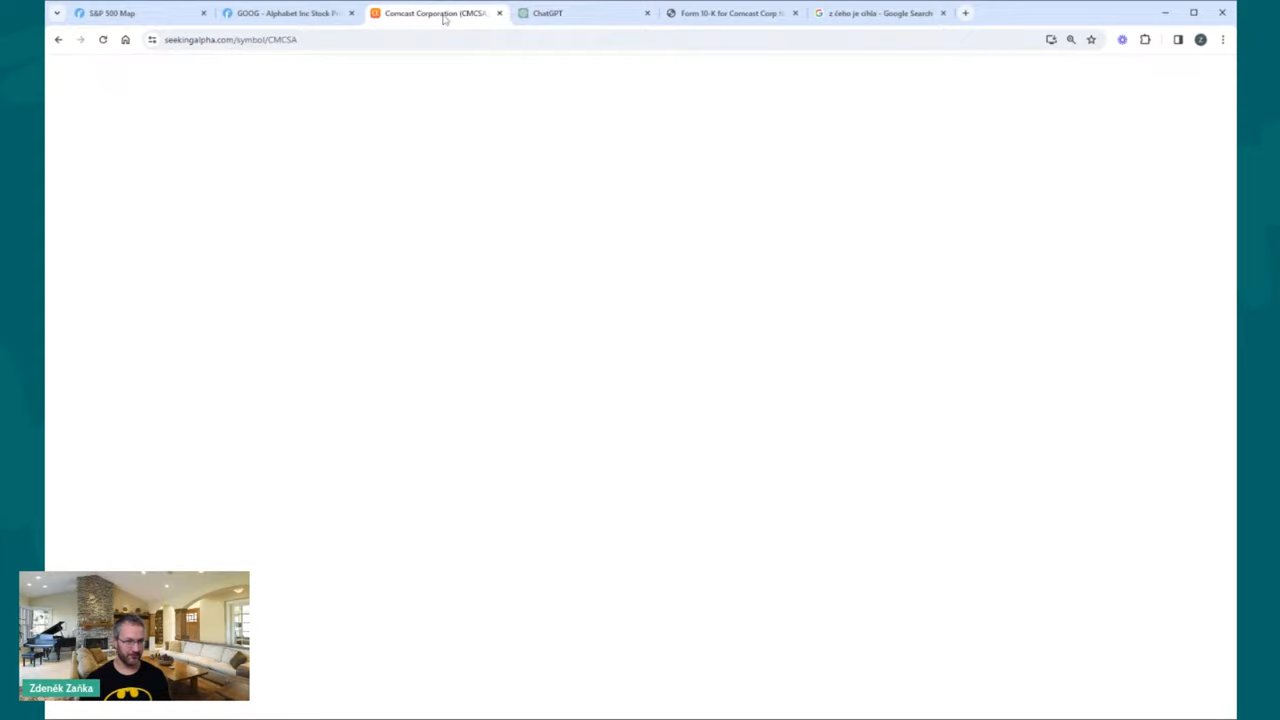 S&P 500 Map
GOOG - Alphabet Inc Stock P
Comcast Corporation (CMCSA
ChatGPT
Form 10-K for Comcast Corp
z čeho je cihla - Google Search
seekingalpha.com/symbol/CMCSA
Z
Zdeněk Zaňka